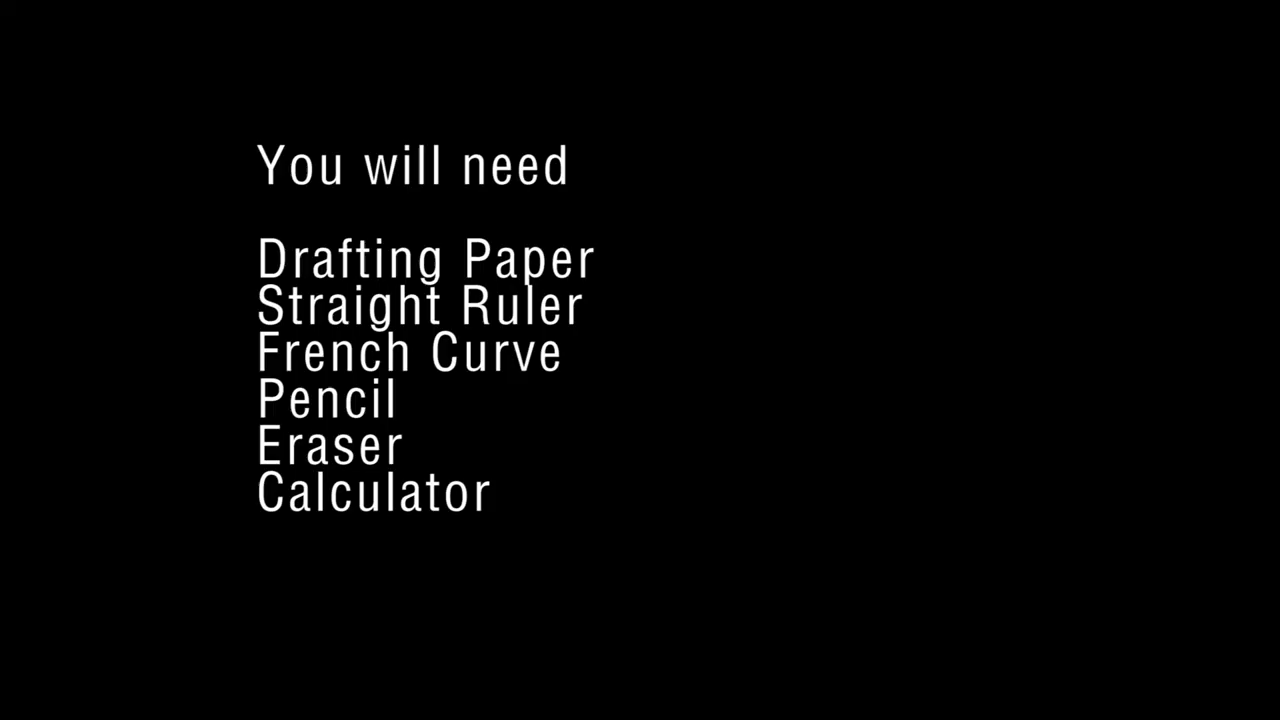 You will need
Drafting Paper
Straight Ruler
French Curve
Pencil
Eraser
Calculator